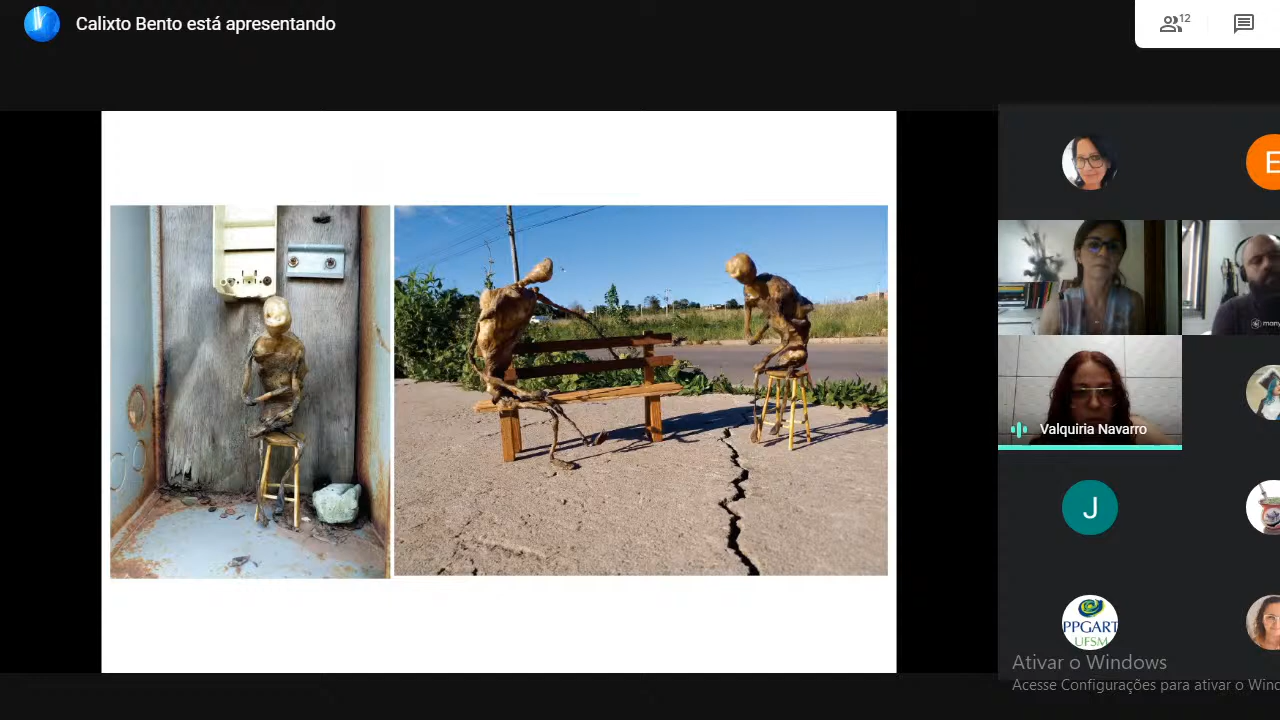 Calixto Bento está apresentando
12
E
Valquiria Navarro
J
PPGART
UFSM
Ativar o Windows
Acesse Configurações para ativar o Wind